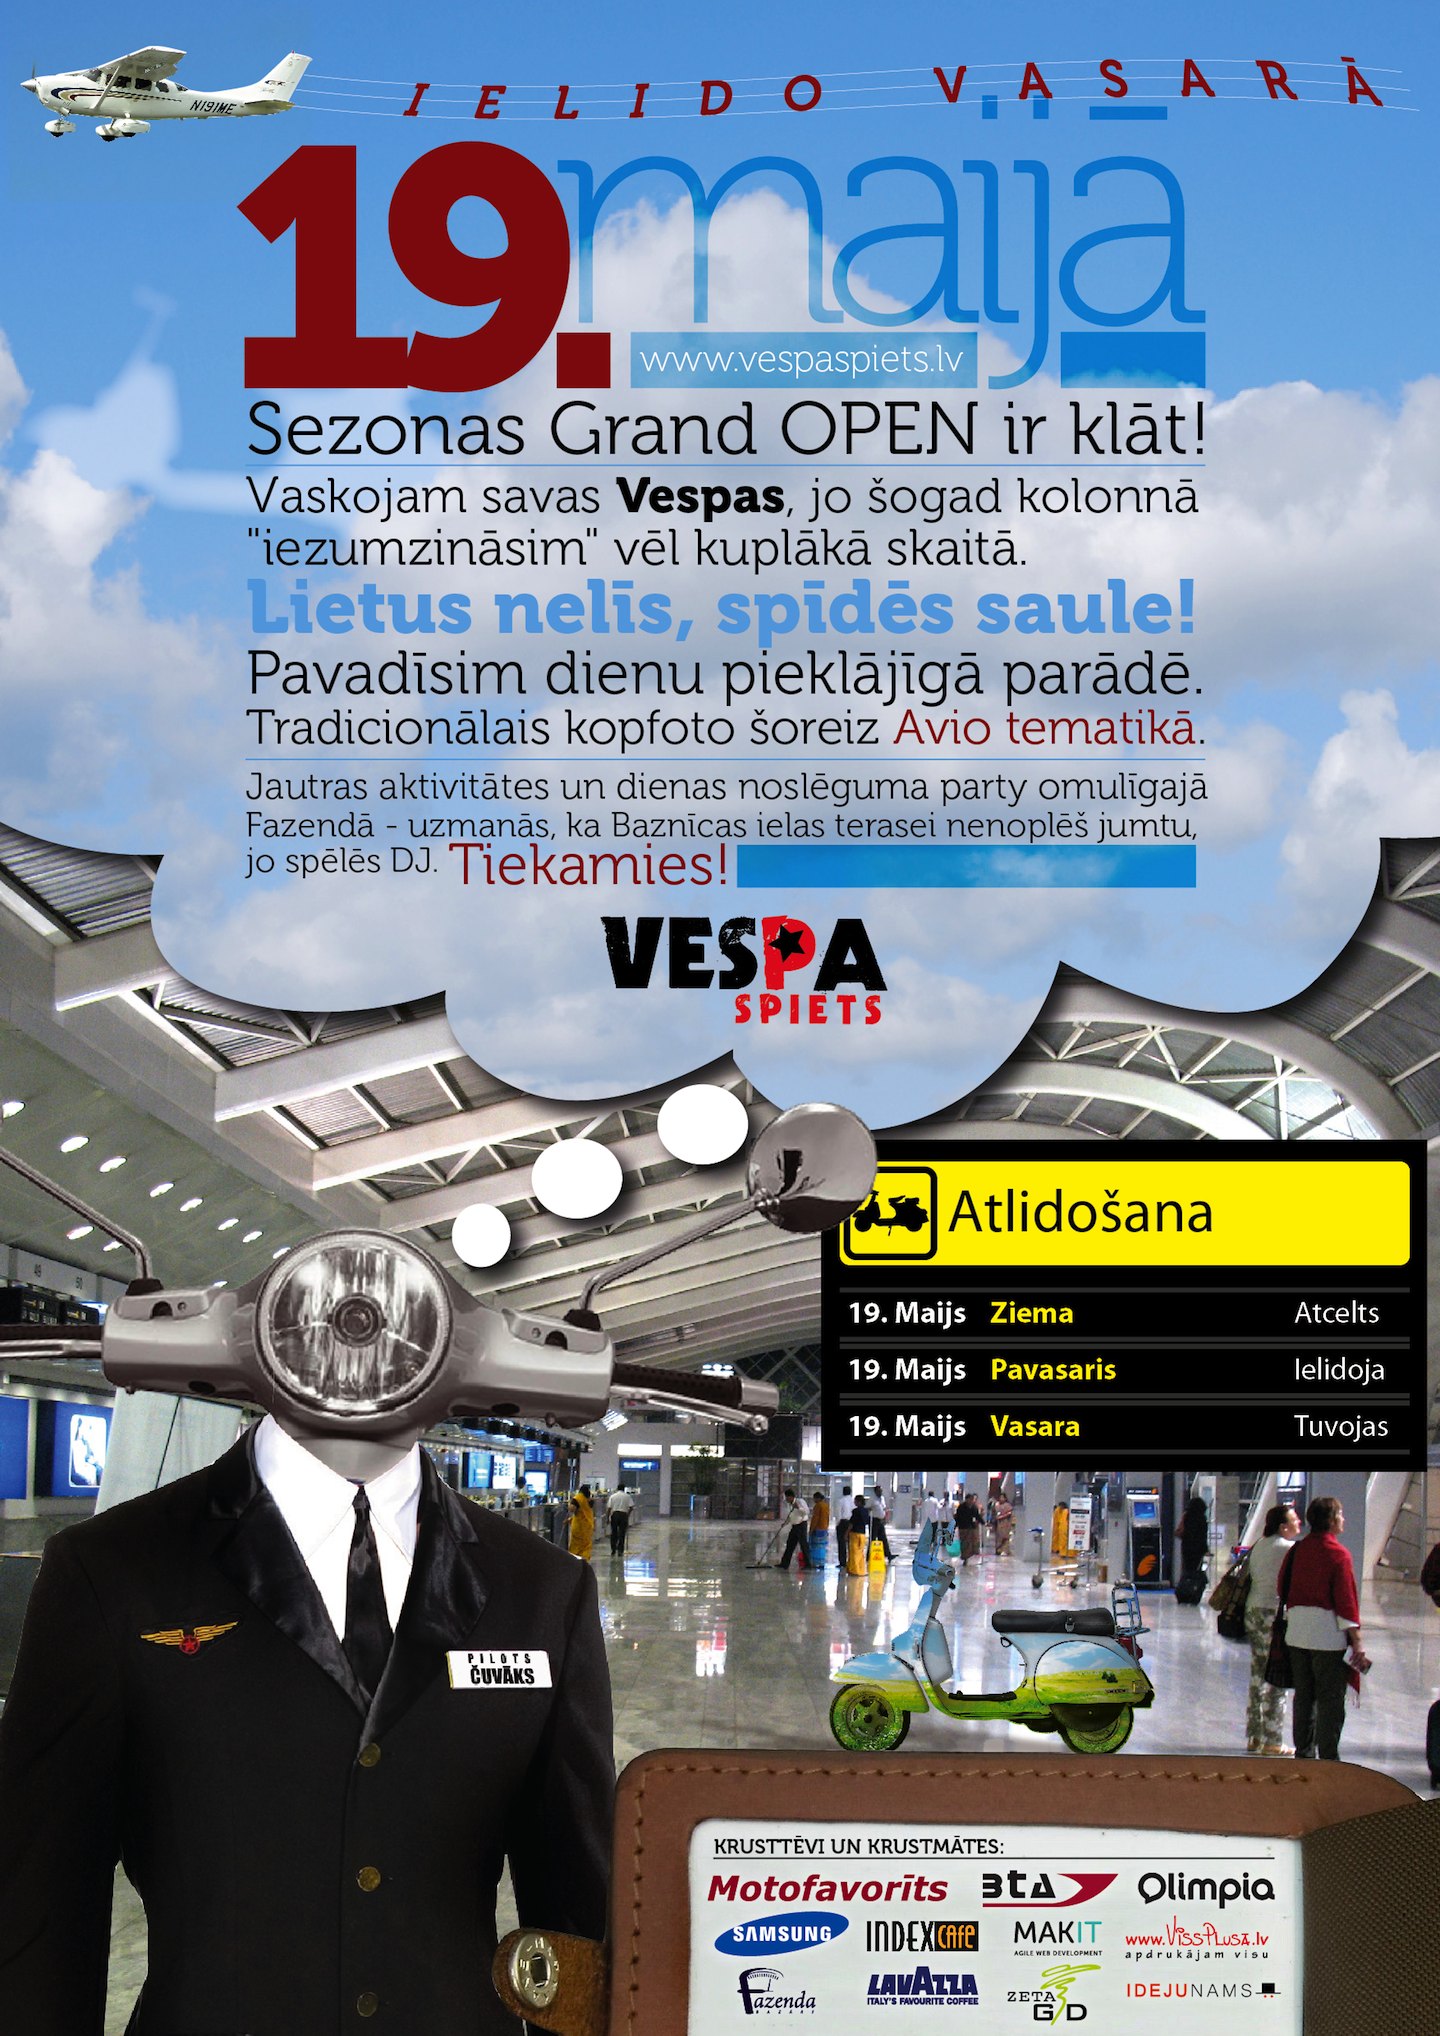 IELIDO VASARĀ
N191ME
19.maijā
www.vespaspiets.lv
Sezonas Grand OPEN ir klāt!
Vaskojam savas Vespas, jo šogad kolonnā
"iezumzināsim" vēl kuplākā skaitā.
Lietus nelīs, spīdēs saule!
Pavadīsim dienu pieklājīgā parādē.
Tradicionālais kopfoto šoreiz Avio tematikā.
Jautras aktivitātes un dienas noslēguma party omulīgajā
Fazendā - uzmanās, ka Baznīcas ielas terasei nenoplēš jumtu,
jo spēlēs DJ. Tiekamies!
VESPA
SPIETS
Atlidošana
19. Maijs Ziema Atcelts
19. Maijs Pavasaris Ielidoja
19. Maijs Vasara Tuvojas
PILOTS
ČUVĀKS
KRUSTTĒVI UN KRUSTMĀTES:
Motofavorīts BTA Olimpia
SAMSUNG INDEX CAFE MAKIT www.VissPLusā.lv
AGILE WEB DEVELOPMENT apdrukājam visu
Fazenda LAVAZZA ZETA IDEJUNAMS
BAZĀRS ITALY'S FAVOURITE COFFEE GD